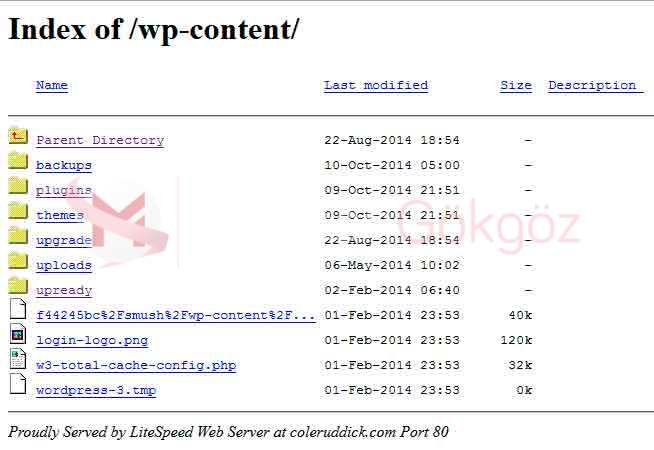 Index of /wp-content/
Name Last modified Size Description
Parent Directory 22-Aug-2014 18:54 -
backups 10-Oct-2014 05:00 -
plugins 09-Oct-2014 21:51 -
themes 09-Oct-2014 21:51 -
upgrade 22-Aug-2014 18:54 -
uploads 06-May-2014 10:02 -
upready 02-Feb-2014 06:40 -
f44245bc%2Fsmush%2Fwp-content%2F... 01-Feb-2014 23:53 40k
login-logo.png 01-Feb-2014 23:53 120k
w3-total-cache-config.php 01-Feb-2014 23:53 32k
wordpress-3.tmp 01-Feb-2014 23:53 0k
Proudly Served by LiteSpeed Web Server at coleruddick.com Port 80
M Gökgöz